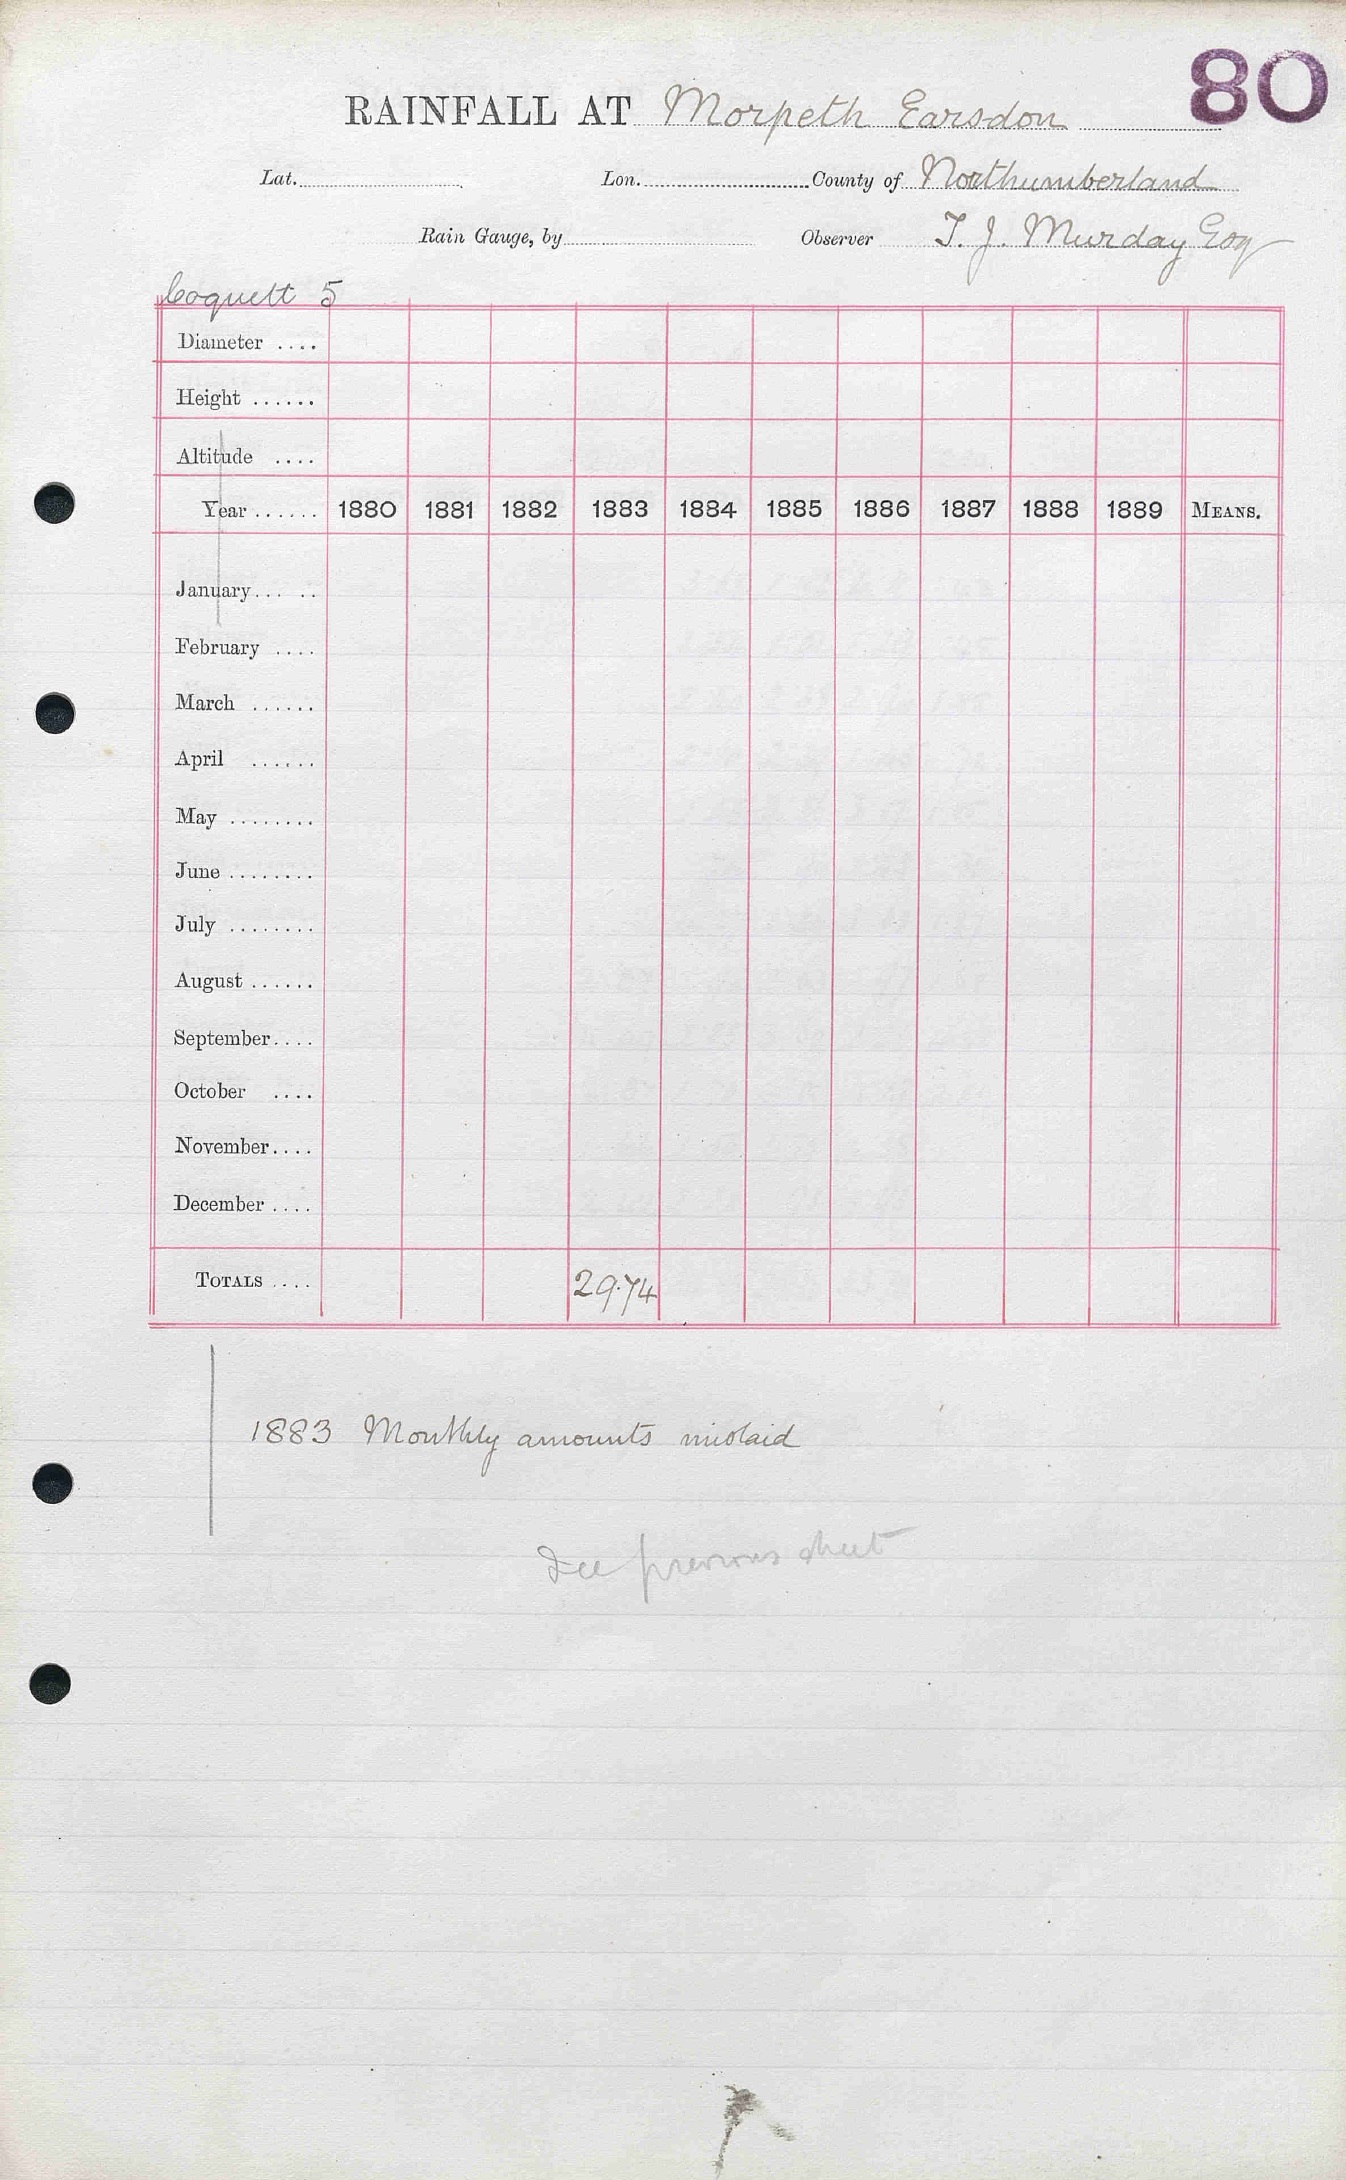 80
RAINFALL AT Morpeth Earsdon
Lat. Lon. County of Northumberland
Rain Gauge, by Observer T. J. Murday Esq
Coquett 5
Diameter ....
Height ......
Altitude ....
Year ...... 1880 1881 1882 1883 1884 1885 1886 1887 1888 1889 MEANS.
January... ..
February ....
March ......
April ......
May ........
June ........
July ........
August ......
September....
October ....
November....
December ....
TOTALS .... 29.74
1883 Monthly amounts mislaid
See previous sheet